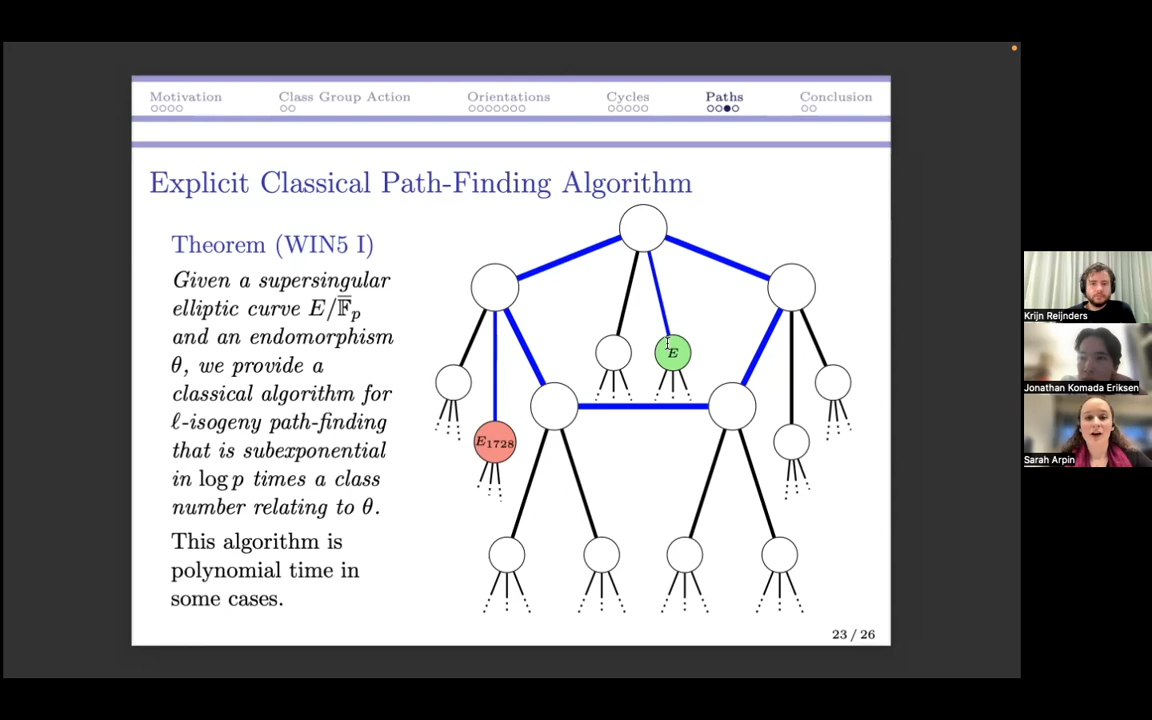 Motivation Class Group Action Orientations Cycles Paths Conclusion
Explicit Classical Path-Finding Algorithm
Theorem (WIN5 I)
Given a supersingular
elliptic curve E/F̅ₚ
and an endomorphism
θ, we provide a
classical algorithm for
ℓ-isogeny path-finding
that is subexponential
in log p times a class
number relating to θ.
This algorithm is
polynomial time in
some cases.
E
E₁₇₂₈
23 / 26
Krijn Reijnders
Jonathan Komada Eriksen
Sarah Arpin